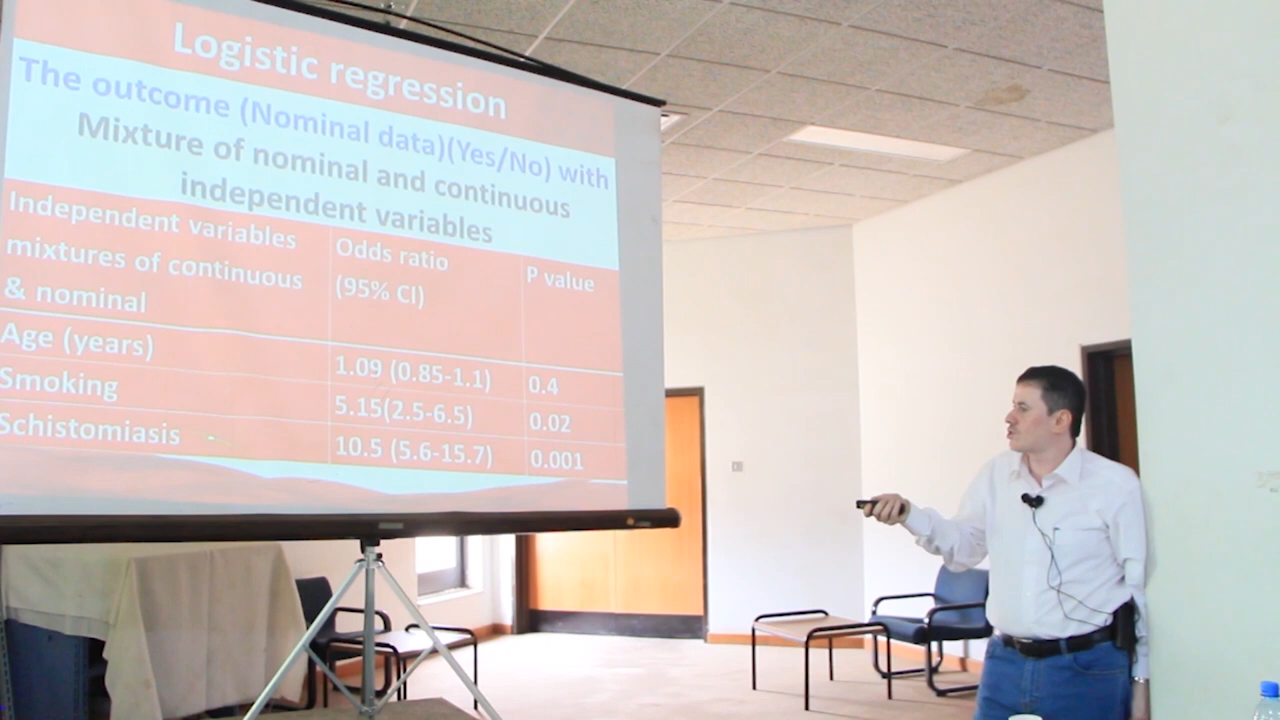 Logistic regression
The outcome (Nominal data)(Yes/No) with
Mixture of nominal and continuous
independent variables
Independent variables
mixtures of continuous
& nominal
Odds ratio
(95% CI)
P value
Age (years)
1.09 (0.85-1.1)
0.4
Smoking
5.15(2.5-6.5)
0.02
Schistomiasis
10.5 (5.6-15.7)
0.001